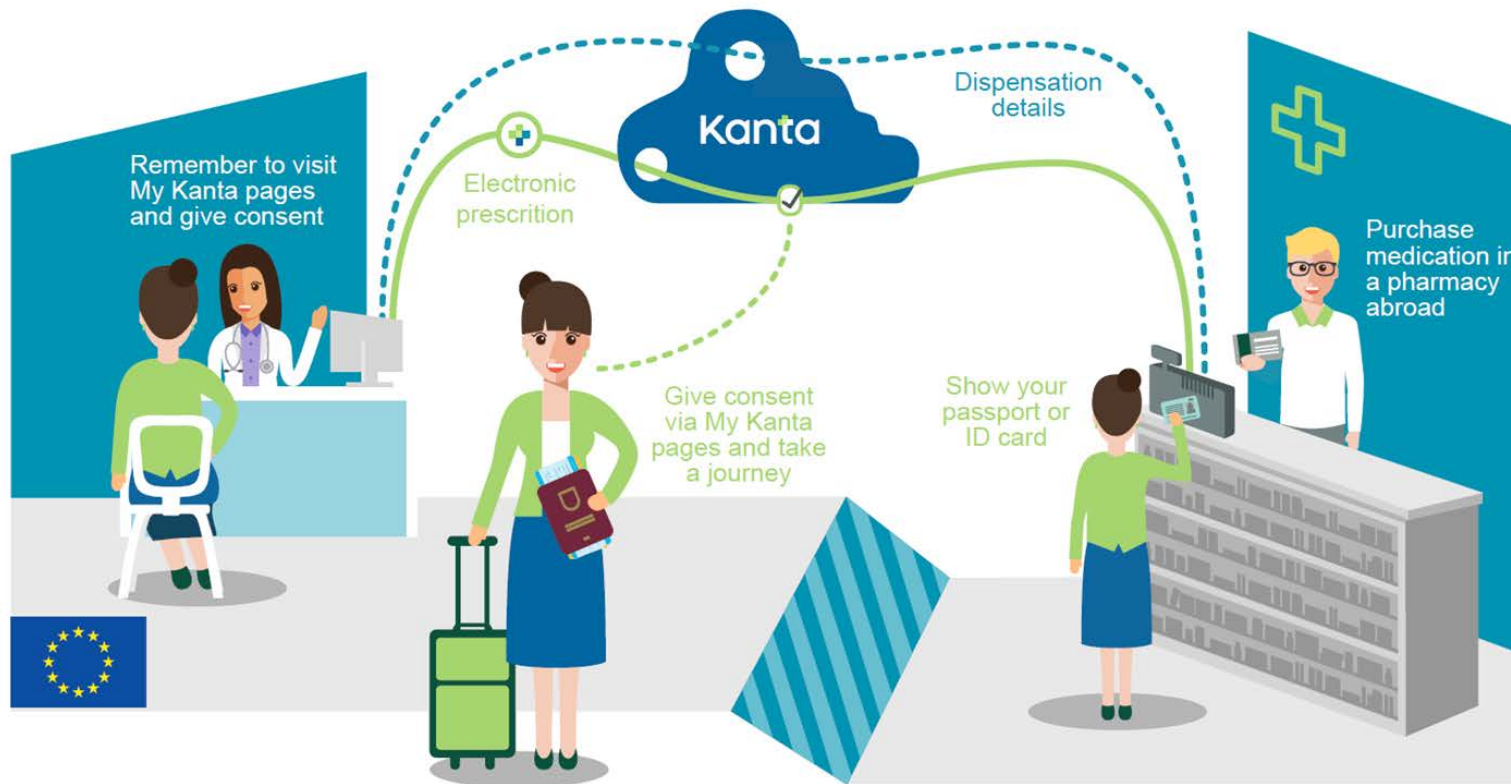 Remember to visit
My Kanta pages
and give consent
Electronic
prescrition
Kanta
Dispensation
details
Give consent
via My Kanta
pages and take
a journey
Show your
passport or
ID card
Purchase
medication in
a pharmacy
abroad